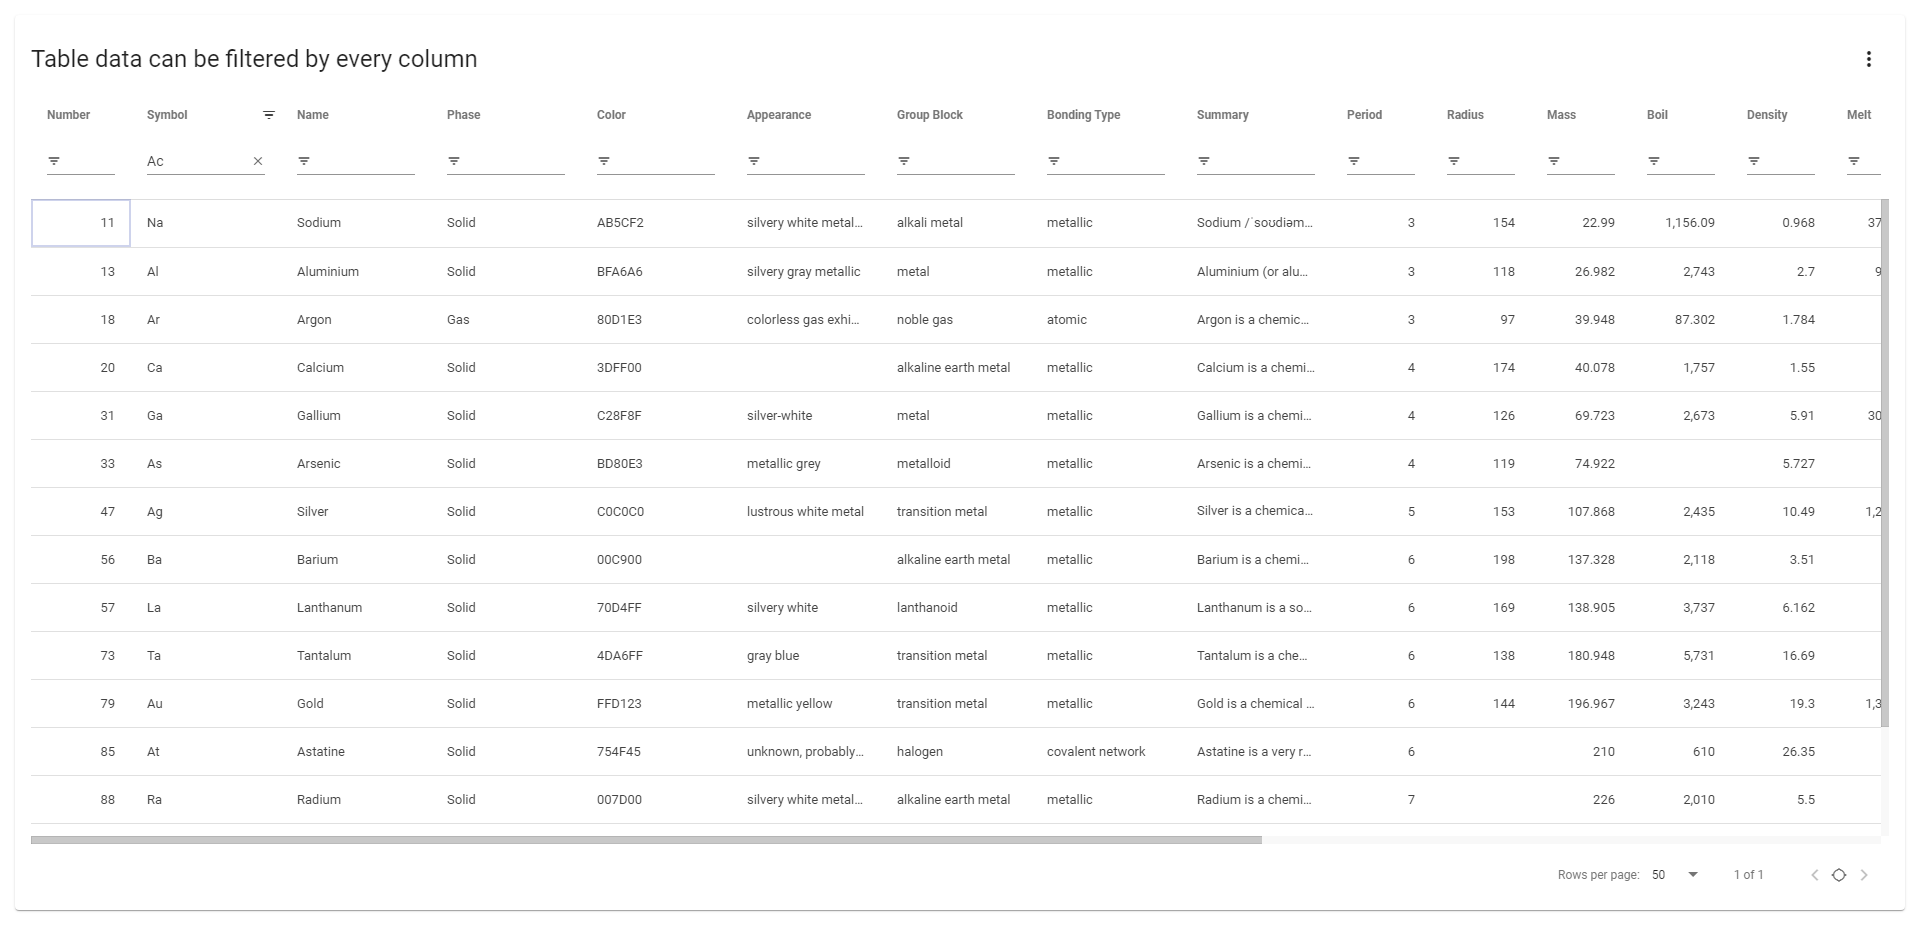 Table data can be filtered by every column
Number Symbol Name Phase Color Appearance Group Block Bonding Type Summary Period Radius Mass Boil Density Melt
Ac
11 Na Sodium Solid AB5CF2 silvery white metal... alkali metal metallic Sodium /ˈsoʊdiəm... 3 154 22.99 1,156.09 0.968 37
13 Al Aluminium Solid BFA6A6 silvery gray metallic metal metallic Aluminium (or alu... 3 118 26.982 2,743 2.7 9
18 Ar Argon Gas 80D1E3 colorless gas exhi... noble gas atomic Argon is a chemic... 3 97 39.948 87.302 1.784
20 Ca Calcium Solid 3DFF00 alkaline earth metal metallic Calcium is a chemi... 4 174 40.078 1,757 1.55
31 Ga Gallium Solid C28F8F silver-white metal metallic Gallium is a chemi... 4 126 69.723 2,673 5.91 30
33 As Arsenic Solid BD80E3 metallic grey metalloid metallic Arsenic is a chemi... 4 119 74.922 5.727
47 Ag Silver Solid C0C0C0 lustrous white metal transition metal metallic Silver is a chemica... 5 153 107.868 2,435 10.49 1,2
56 Ba Barium Solid 00C900 alkaline earth metal metallic Barium is a chemi... 6 198 137.328 2,118 3.51
57 La Lanthanum Solid 70D4FF silvery white lanthanoid metallic Lanthanum is a so... 6 169 138.905 3,737 6.162
73 Ta Tantalum Solid 4DA6FF gray blue transition metal metallic Tantalum is a che... 6 138 180.948 5,731 16.69
79 Au Gold Solid FFD123 metallic yellow transition metal metallic Gold is a chemical ... 6 144 196.967 3,243 19.3 1,3
85 At Astatine Solid 754F45 unknown, probably... halogen covalent network Astatine is a very r... 6 210 610 26.35
88 Ra Radium Solid 007D00 silvery white metal... alkaline earth metal metallic Radium is a chemi... 7 226 2,010 5.5
Rows per page: 50 1 of 1